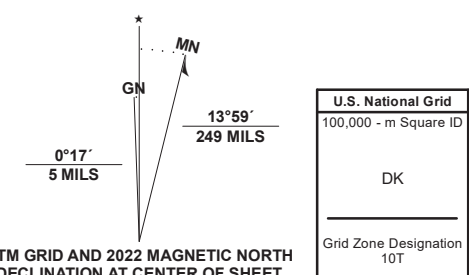 ★
MN
GN
13°59´
249 MILS
0°17´
5 MILS
TM GRID AND 2022 MAGNETIC NORTH
DECLINATION AT CENTER OF SHEET
U.S. National Grid
100,000 - m Square ID
DK
Grid Zone Designation
10T